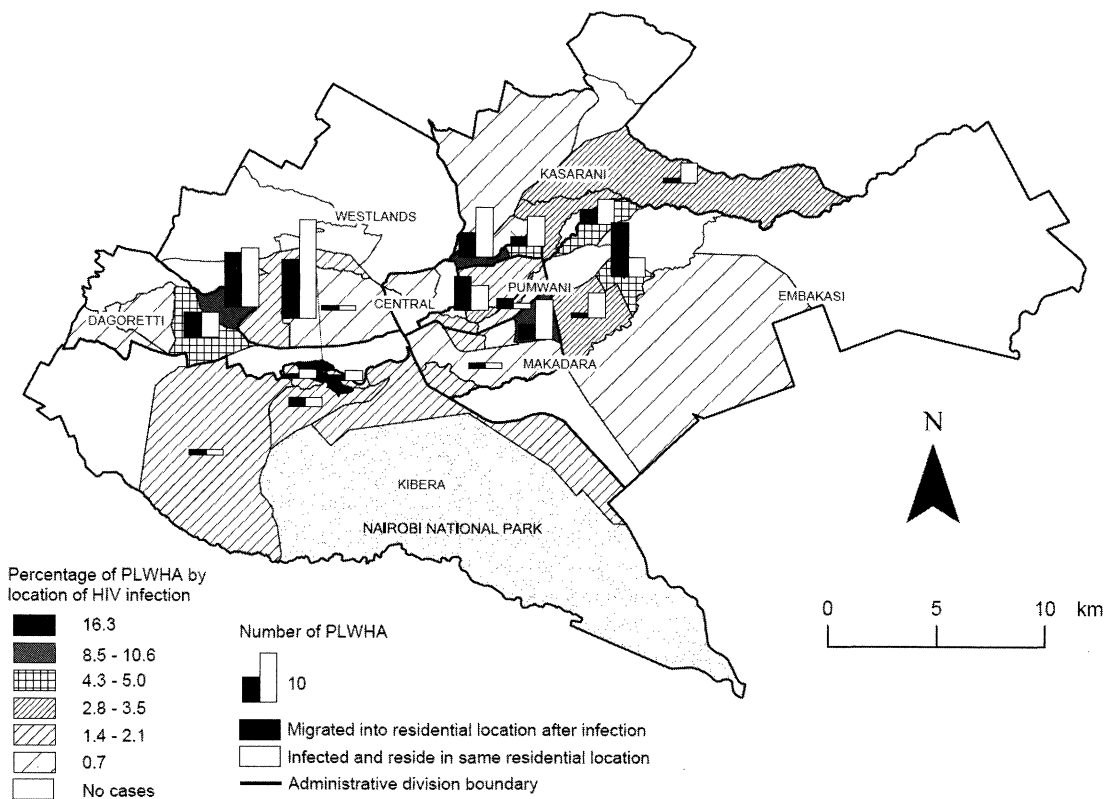 KASARANI
WESTLANDS
PUMWANI
CENTRAL
EMBAKASI
DAGORETTI
MAKADARA
N
KIBERA
NAIROBI NATIONAL PARK
Percentage of PLWHA by
location of HIV infection
16.3
8.5 - 10.6
4.3 - 5.0
2.8 - 3.5
1.4 - 2.1
0.7
No cases
Number of PLWHA
10
Migrated into residential location after infection
Infected and reside in same residential location
Administrative division boundary
0 5 10 km